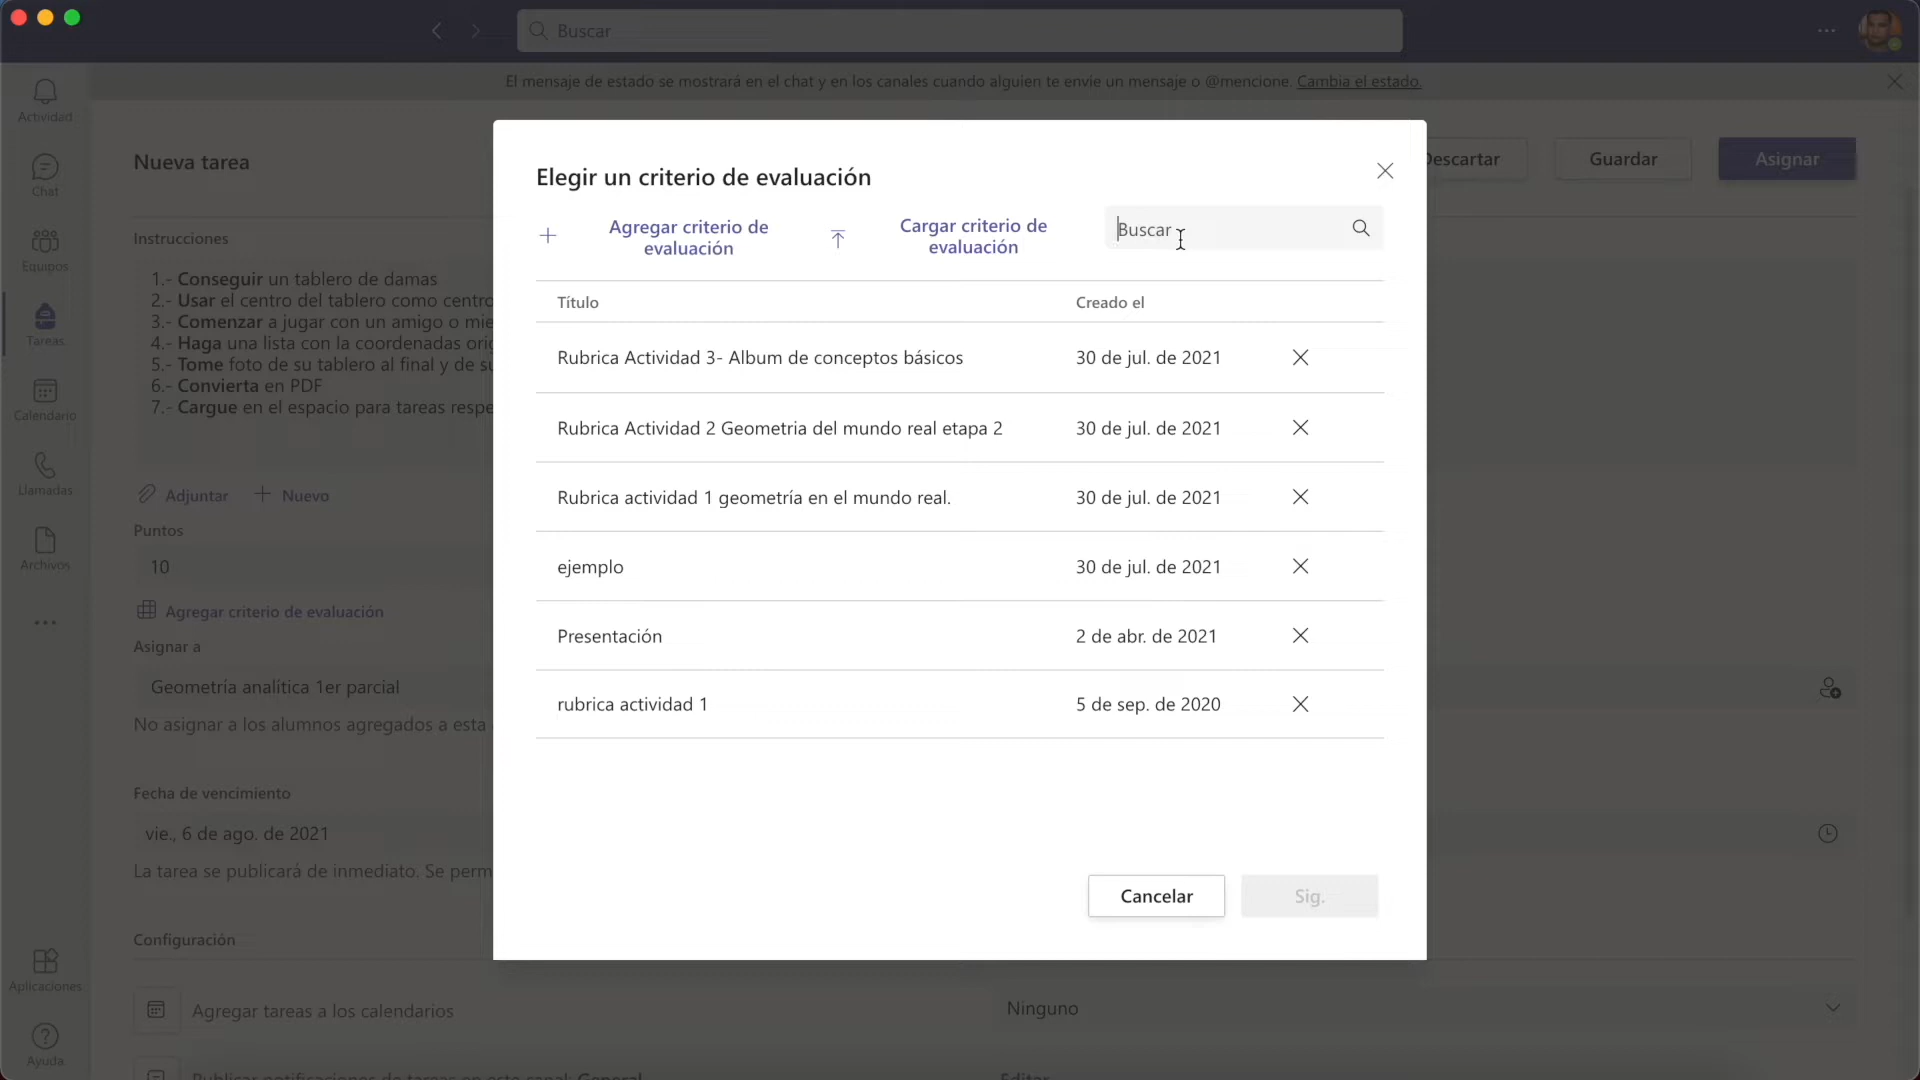 Buscar
El mensaje de estado se mostrará en el chat y en los canales cuando alguien te envíe un mensaje o @mencione. Cambia el estado.
Actividad
Chat
Equipos
Tareas
Calendario
Llamadas
Archivos
Aplicaciones
Ayuda
Nueva tarea
Descartar
Guardar
Asignar
Instrucciones
1.- Conseguir un tablero de damas
2.- Usar el centro del tablero como centro
3.- Comenzar a jugar con un amigo o mie
4.- Haga una lista con la coordenadas orig
5.- Tome foto de su tablero al final y de su
6.- Convierta en PDF
7.- Cargue en el espacio para tareas respe
Adjuntar
Nuevo
Puntos
10
Agregar criterio de evaluación
Asignar a
Geometría analítica 1er parcial
No asignar a los alumnos agregados a esta
Fecha de vencimiento
vie., 6 de ago. de 2021
La tarea se publicará de inmediato. Se perm
Configuración
Agregar tareas a los calendarios
Ninguno
Publicar notificaciones de tareas en este canal: General
Editar
Elegir un criterio de evaluación
Agregar criterio de
evaluación
Cargar criterio de
evaluación
Buscar
Título
Creado el
Rubrica Actividad 3- Album de conceptos básicos
30 de jul. de 2021
Rubrica Actividad 2 Geometria del mundo real etapa 2
30 de jul. de 2021
Rubrica actividad 1 geometría en el mundo real.
30 de jul. de 2021
ejemplo
30 de jul. de 2021
Presentación
2 de abr. de 2021
rubrica actividad 1
5 de sep. de 2020
Cancelar
Sig.